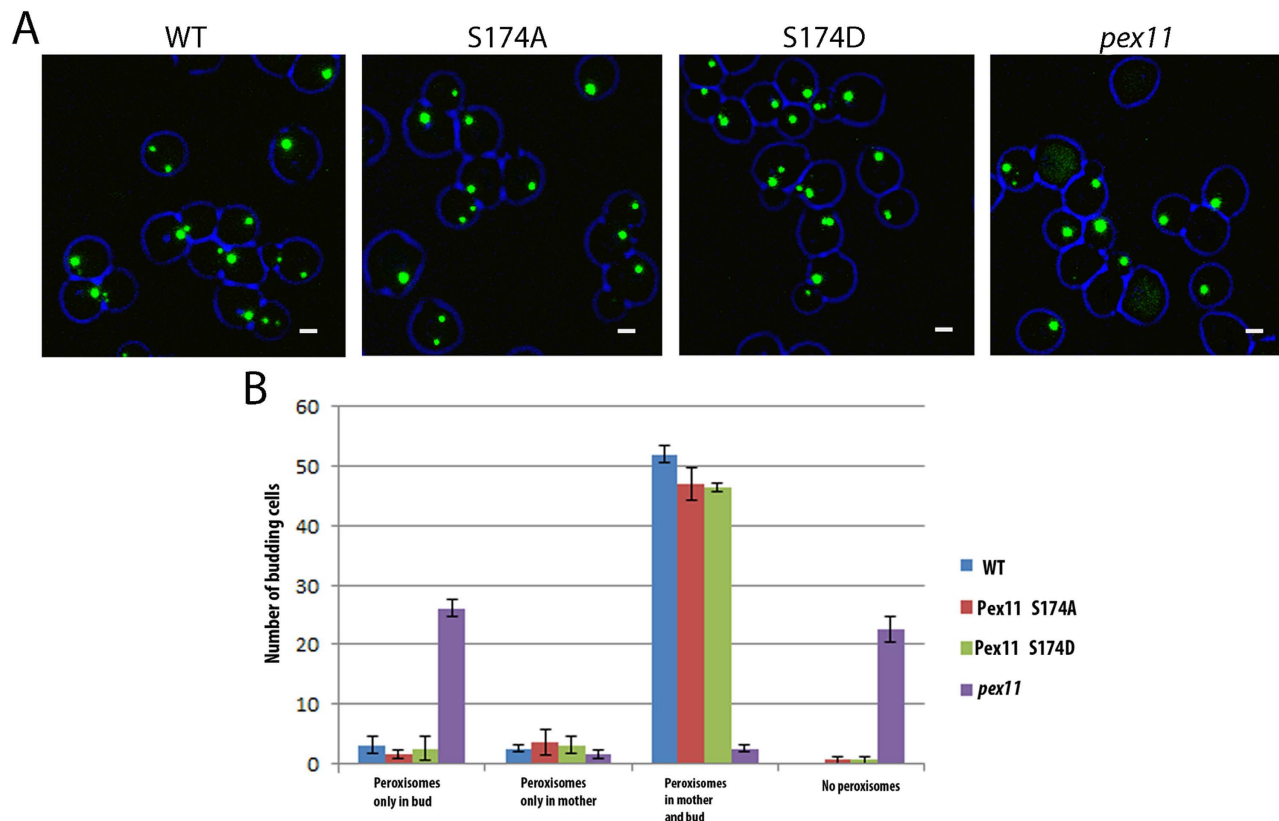 A
WT
S174A
S174D
pex11
B
Number of budding cells
60
50
40
30
20
10
0
Peroxisomes
only in bud
Peroxisomes
only in mother
Peroxisomes
in mother
and bud
No peroxisomes
WT
Pex11 S174A
Pex11 S174D
pex11